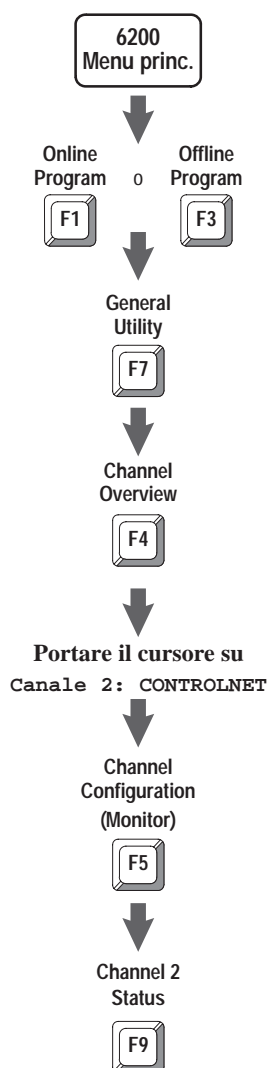 6200
Menu princ.
Online
Program
o
Offline
Program
F1
F3
General
Utility
F7
Channel
Overview
F4
Portare il cursore su
Canale 2: CONTROLNET
Channel
Configuration
(Monitor)
F5
Channel 2
Status
F9